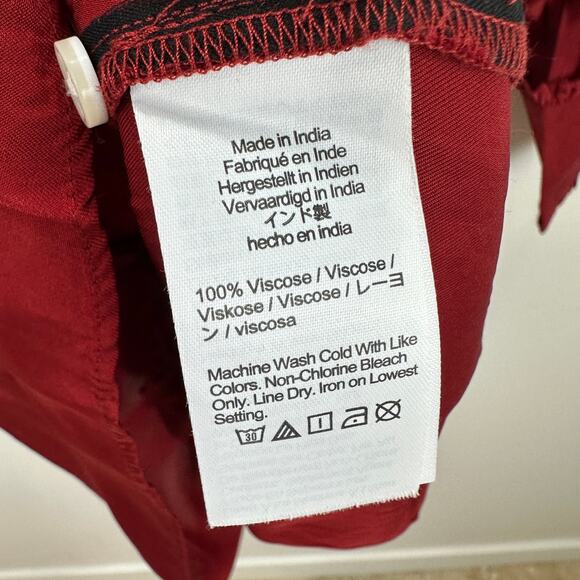 Made in India
Fabriqué en Inde
Hergestellt in Indien
Vervaardigd in India
インド製
hecho en india
100% Viscose / Viscose /
Viskose / Viscose / レーヨ
ン / viscosa
Machine Wash Cold With Like
Colors. Non-Chlorine Bleach
Only. Line Dry. Iron on Lowest
Setting.
30